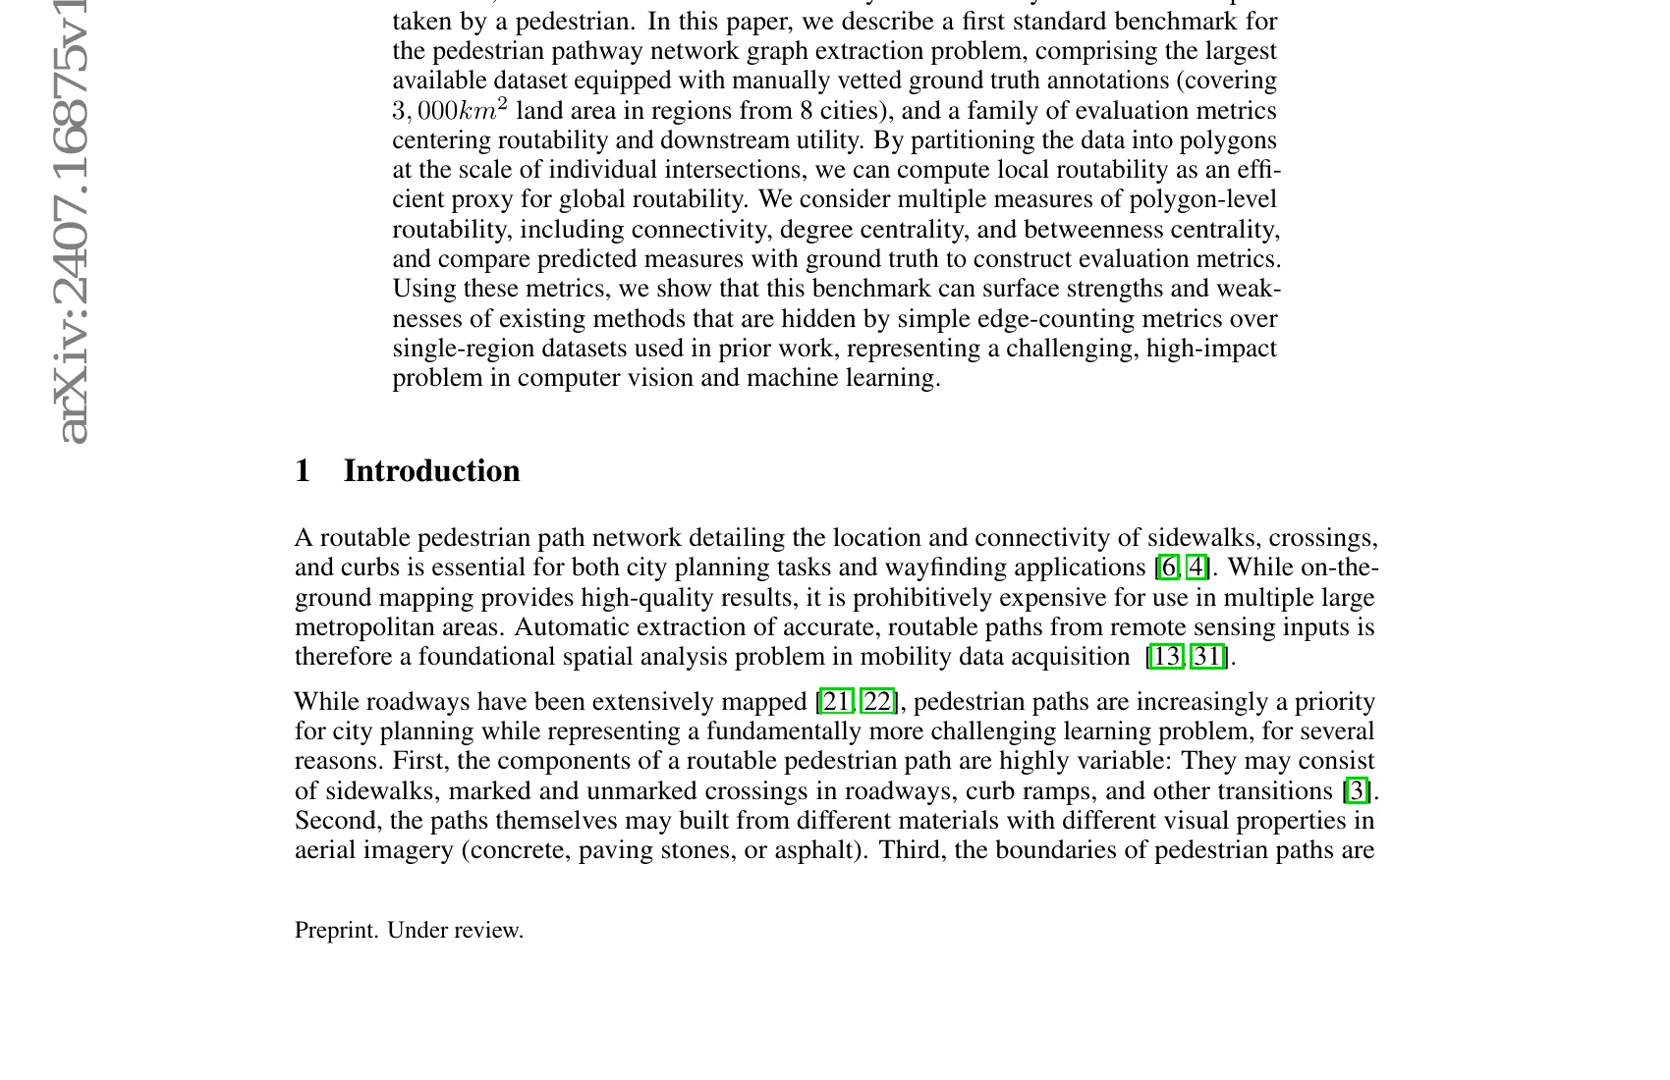 taken by a pedestrian. In this paper, we describe a first standard benchmark for
the pedestrian pathway network graph extraction problem, comprising the largest
available dataset equipped with manually vetted ground truth annotations (covering
3,000km² land area in regions from 8 cities), and a family of evaluation metrics
centering routability and downstream utility. By partitioning the data into polygons
at the scale of individual intersections, we can compute local routability as an effi-
cient proxy for global routability. We consider multiple measures of polygon-level
routability, including connectivity, degree centrality, and betweenness centrality,
and compare predicted measures with ground truth to construct evaluation metrics.
Using these metrics, we show that this benchmark can surface strengths and weak-
nesses of existing methods that are hidden by simple edge-counting metrics over
single-region datasets used in prior work, representing a challenging, high-impact
problem in computer vision and machine learning.
1 Introduction
A routable pedestrian path network detailing the location and connectivity of sidewalks, crossings,
and curbs is essential for both city planning tasks and wayfinding applications [6, 4]. While on-the-
ground mapping provides high-quality results, it is prohibitively expensive for use in multiple large
metropolitan areas. Automatic extraction of accurate, routable paths from remote sensing inputs is
therefore a foundational spatial analysis problem in mobility data acquisition [13, 31].
While roadways have been extensively mapped [21, 22], pedestrian paths are increasingly a priority
for city planning while representing a fundamentally more challenging learning problem, for several
reasons. First, the components of a routable pedestrian path are highly variable: They may consist
of sidewalks, marked and unmarked crossings in roadways, curb ramps, and other transitions [3].
Second, the paths themselves may built from different materials with different visual properties in
aerial imagery (concrete, paving stones, or asphalt). Third, the boundaries of pedestrian paths are
Preprint. Under review.
arXiv:2407.16875v1